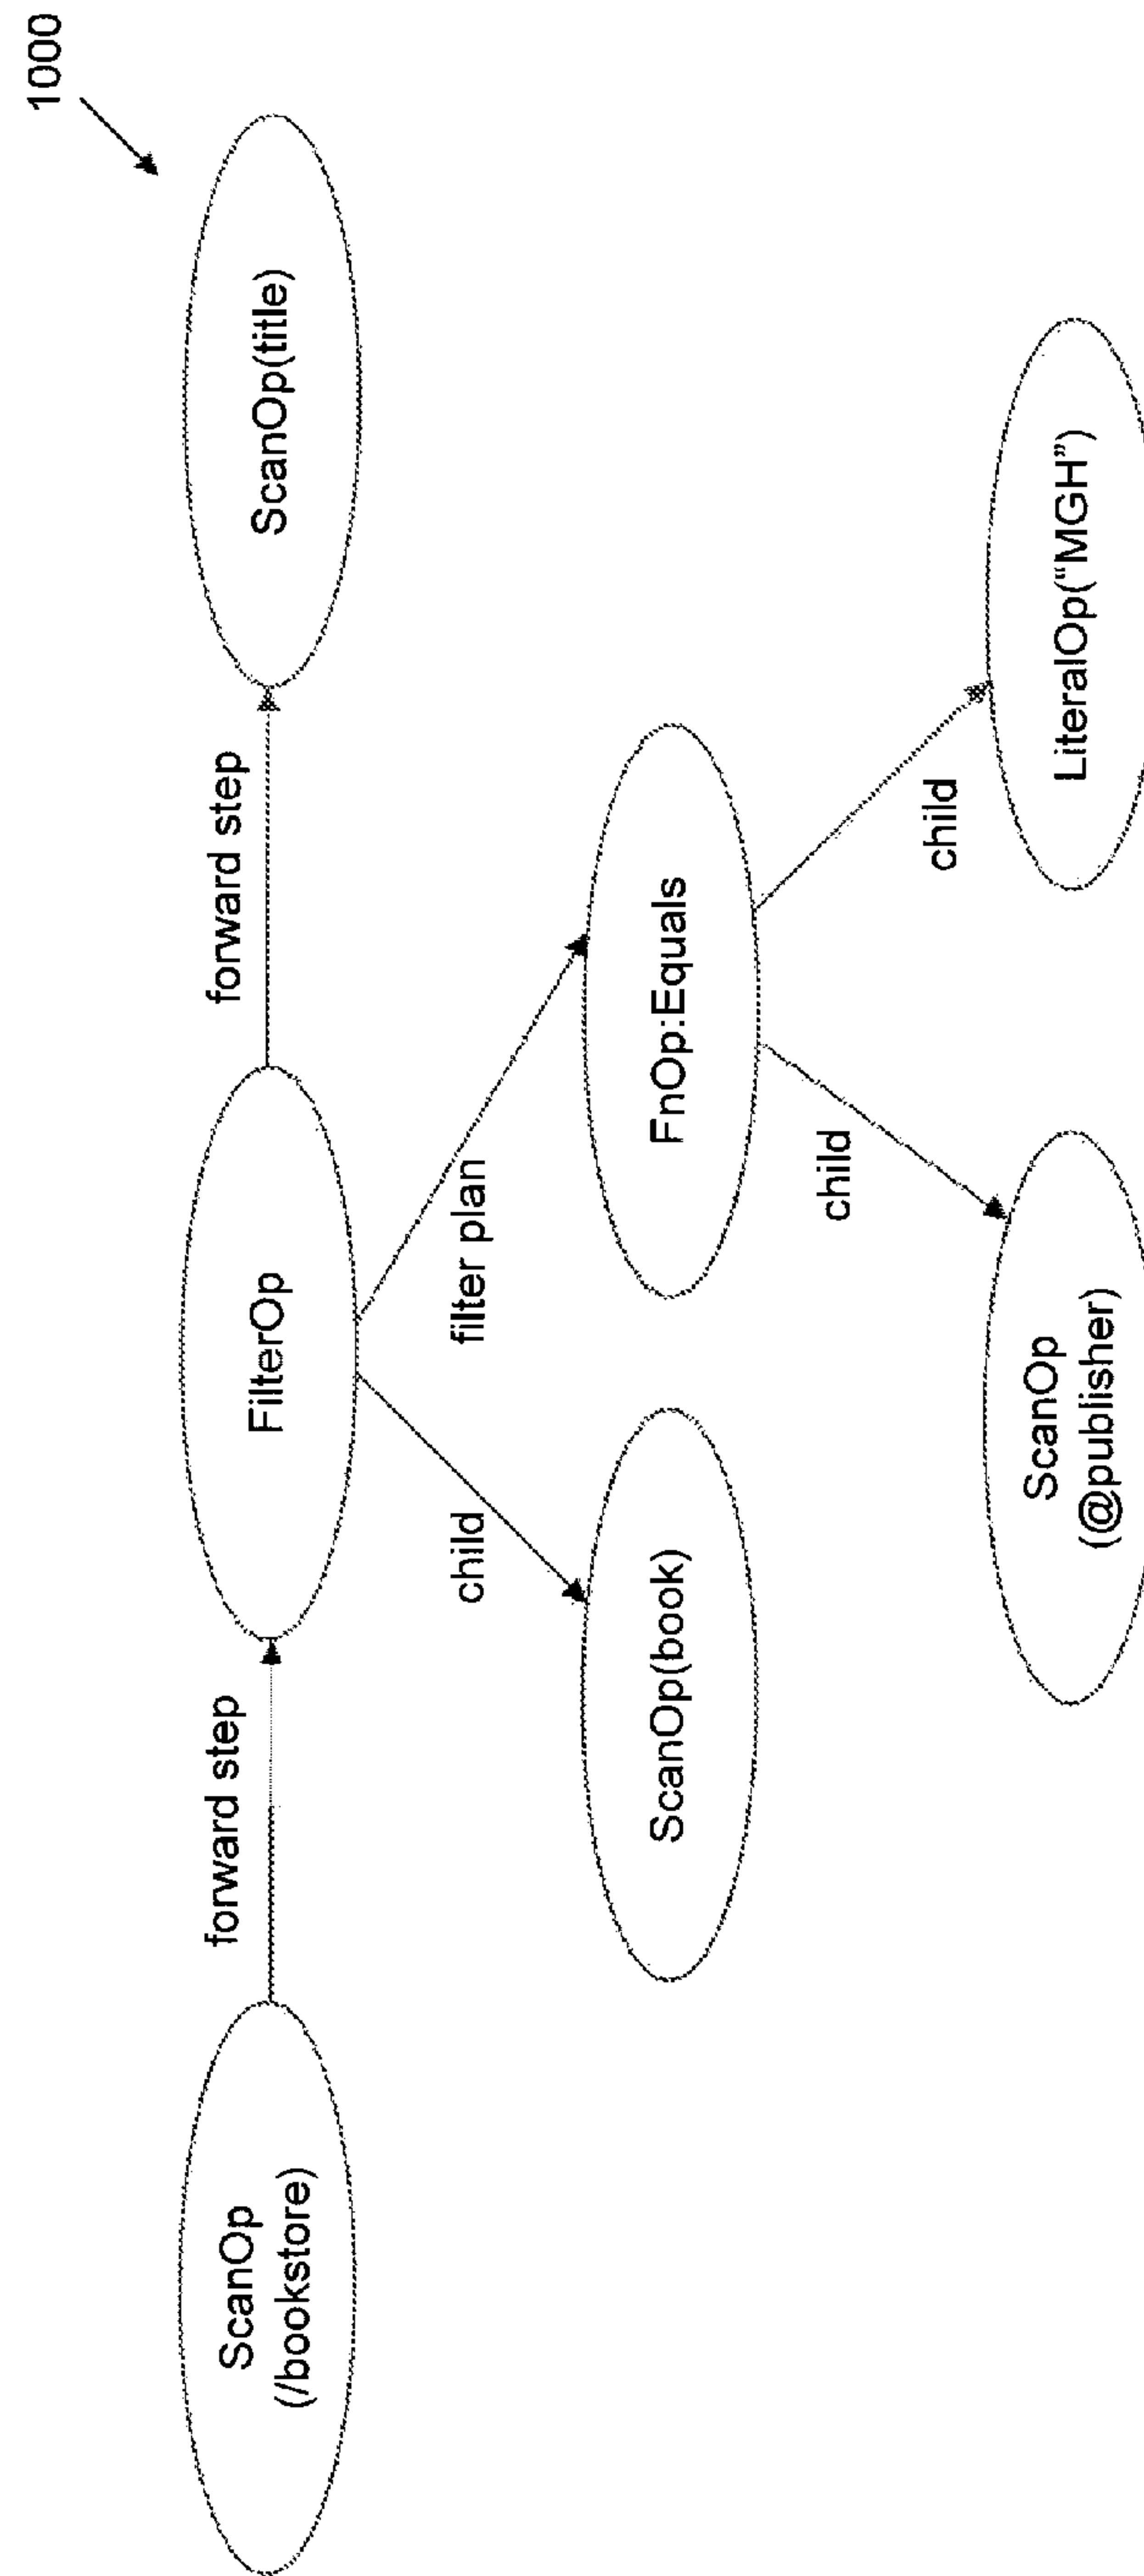 1000
forward step
forward step
ScanOp
(/bookstore)
FilterOp
ScanOp(title)
child
filter plan
ScanOp(book)
FnOp:Equals
child
child
ScanOp
(@publisher)
LiteralOp(“MGH”)